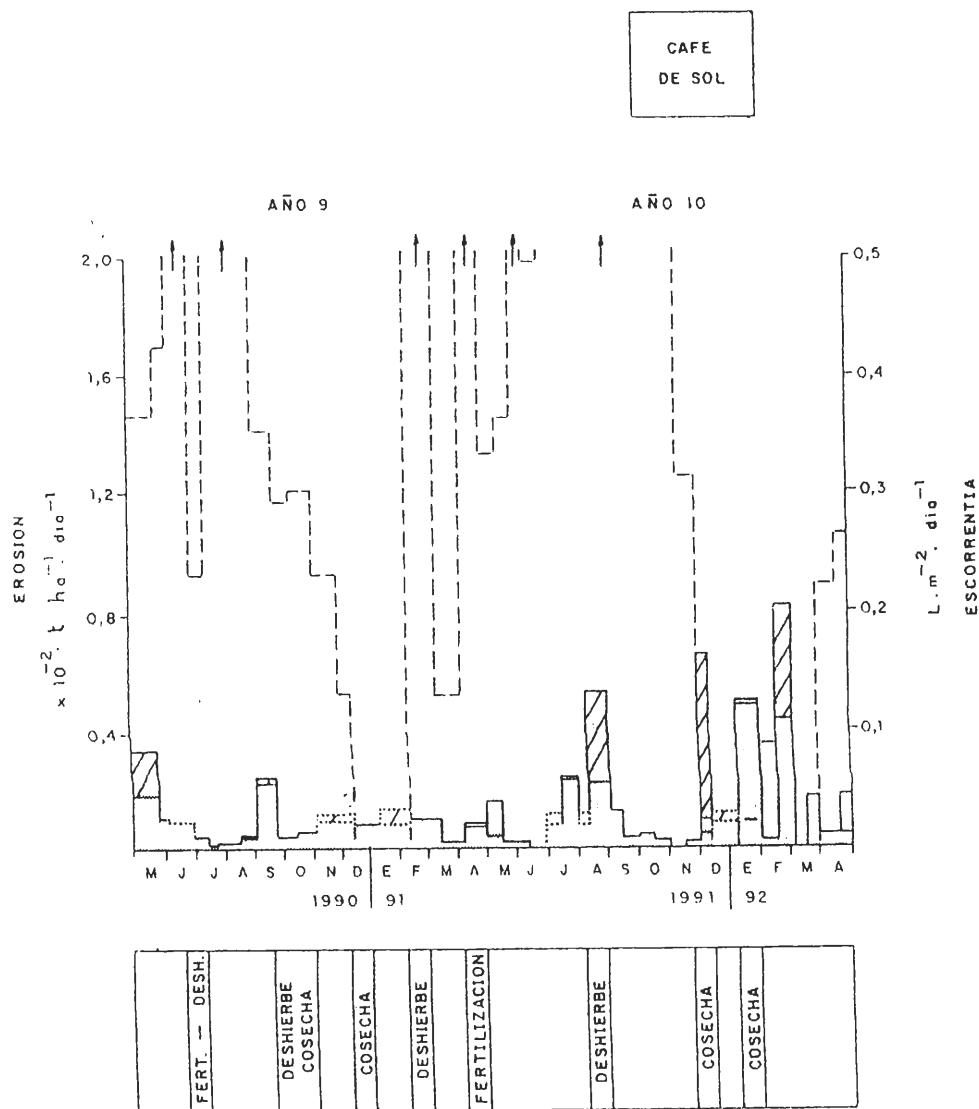 CAFE
DE SOL
AÑO 9
AÑO 10
2,0
1,6
1,2
0,8
0,4
EROSION
x 10⁻². t ha⁻¹. dia⁻¹
0,5
0,4
0,3
0,2
0,1
L. m⁻². dia⁻¹
ESCORRENTIA
M J J A S O N D E F M A M J J A S O N D E F M A
1990 91 1991 92
FERT. — DESH.
DESHIERBE
COSECHA
COSECHA
DESHIERBE
FERTILIZACION
DESHIERBE
COSECHA
COSECHA